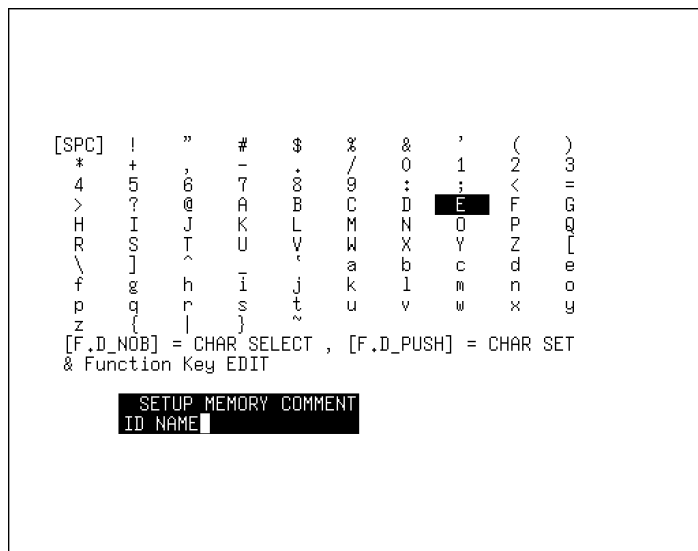 [SPC] ! " # $ % & ' ( )
* + , - . / 0 1 2 3
4 5 6 7 8 9 : ; < =
> ? @ A B C D E F G
H I J K L M N O P Q
R S T U V W X Y Z [
\ ] ^ _ ` a b c d e
f g h i j k l m n o
p q r s t u v w x y
z { | } ~
[F.D_NOB] = CHAR SELECT , [F.D_PUSH] = CHAR SET
& Function Key EDIT
SETUP MEMORY COMMENT
ID NAME